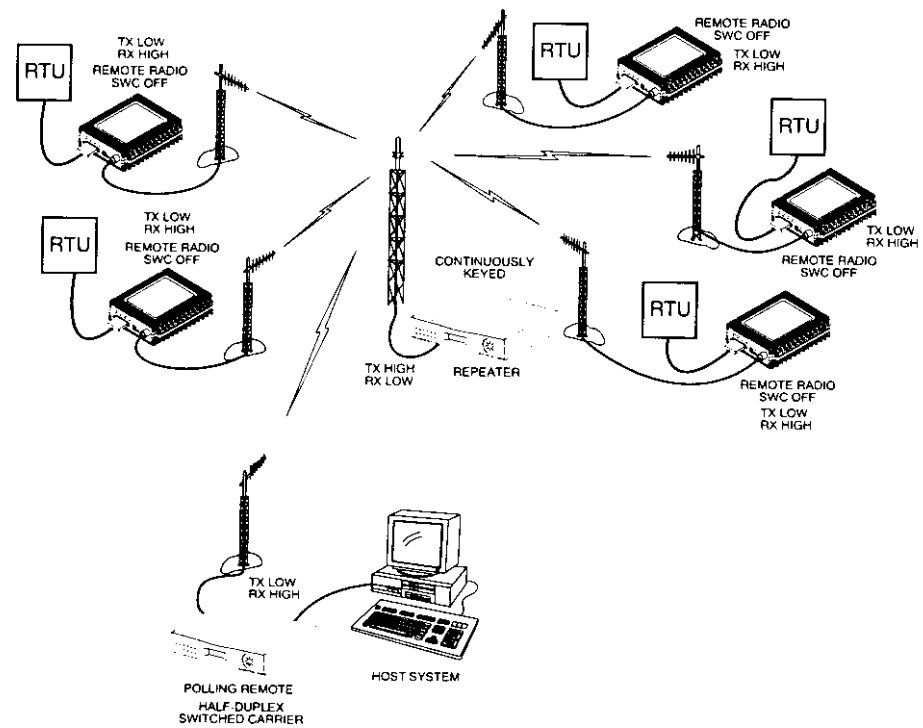 RTU
TX LOW
RX HIGH
REMOTE RADIO
SWC OFF
RTU
REMOTE RADIO
SWC OFF
TX LOW
RX HIGH
RTU
TX LOW
RX HIGH
REMOTE RADIO
SWC OFF
RTU
TX LOW
RX HIGH
REMOTE RADIO
SWC OFF
CONTINUOUSLY
KEYED
TX HIGH
RX LOW
REPEATER
RTU
REMOTE RADIO
SWC OFF
TX LOW
RX HIGH
TX LOW
RX HIGH
POLLING REMOTE
HALF-DUPLEX
SWITCHED CARRIER
HOST SYSTEM